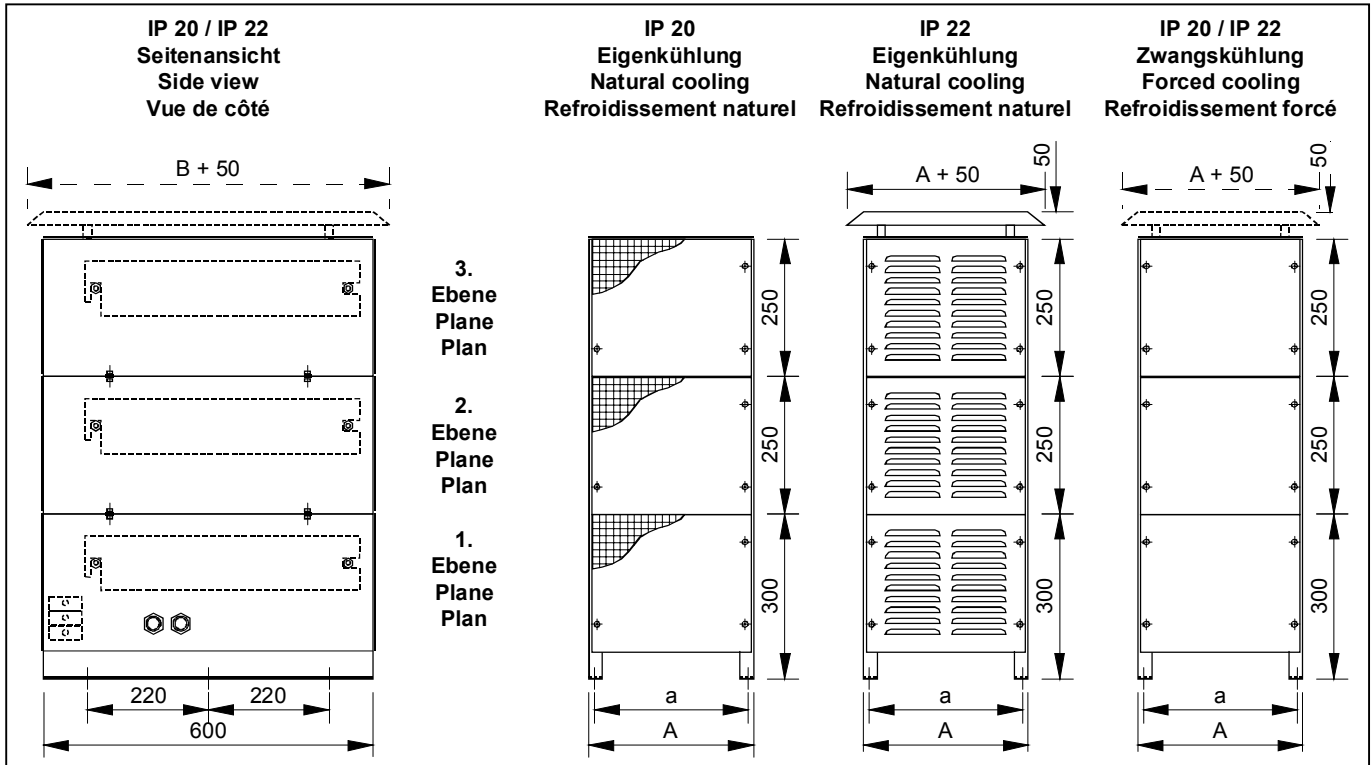 IP 20 / IP 22
Seitenansicht
Side view
Vue de côté
IP 20
Eigenkühlung
Natural cooling
Refroidissement naturel
IP 22
Eigenkühlung
Natural cooling
Refroidissement naturel
IP 20 / IP 22
Zwangskühlung
Forced cooling
Refroidissement forcé
B + 50
A + 50
50
A + 50
50
3.
Ebene
Plane
Plan
2.
Ebene
Plane
Plan
1.
Ebene
Plane
Plan
250
250
300
250
250
300
250
250
300
220
220
600
a
A
a
A
a
A